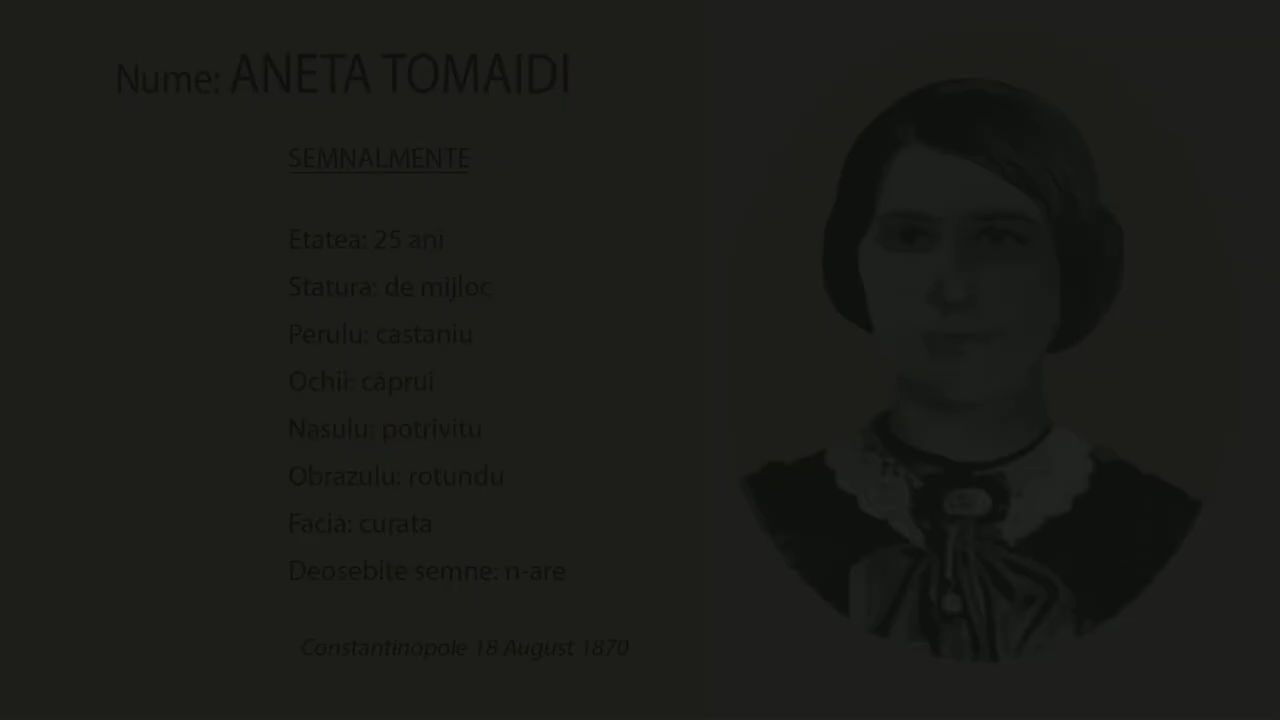 Nume: ANETA TOMAIDI
SEMNALMENTE
Etatea: 25 ani
Statura: de mijloc
Perulu: castaniu
Ochii: căprui
Nasulu: potrivitu
Obrazulu: rotundu
Facia: curata
Deosebite semne: n-are
Constantinopole 18 August 1870